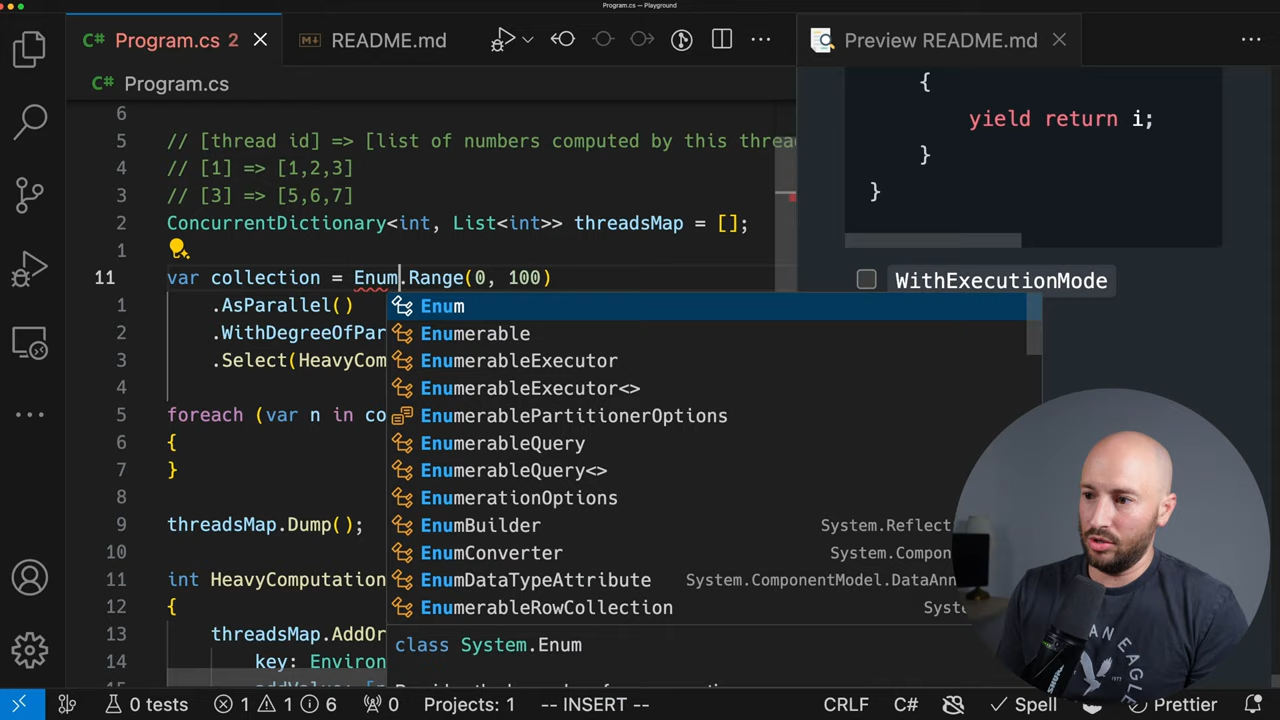 Program.cs — Playground
C# Program.cs 2
README.md
Preview README.md
C# Program.cs
6
5 // [thread id] => [list of numbers computed by this threa
4 // [1] => [1,2,3]
3 // [3] => [5,6,7]
2 ConcurrentDictionary<int, List<int>> threadsMap = [];
1
11 var collection = Enum.Range(0, 100)
1 .AsParallel()
2 .WithDegreeOfPar
3 .Select(HeavyCom
4
5 foreach (var n in co
6 {
7 }
8
9 threadsMap.Dump();
10
11 int HeavyComputation
12 {
13 threadsMap.AddOr
14 key: Environ
Enum
Enumerable
EnumerableExecutor
EnumerableExecutor<>
EnumerablePartitionerOptions
EnumerableQuery
EnumerableQuery<>
EnumerationOptions
EnumBuilder System.Reflect
EnumConverter System.Compon
EnumDataTypeAttribute System.ComponentModel.DataAnn
EnumerableRowCollection Syste
class System.Enum
{
yield return i;
}
}
WithExecutionMode
AN EAGLE
0 tests
1 1 6
0
Projects: 1
-- INSERT --
CRLF
C#
Spell
Prettier